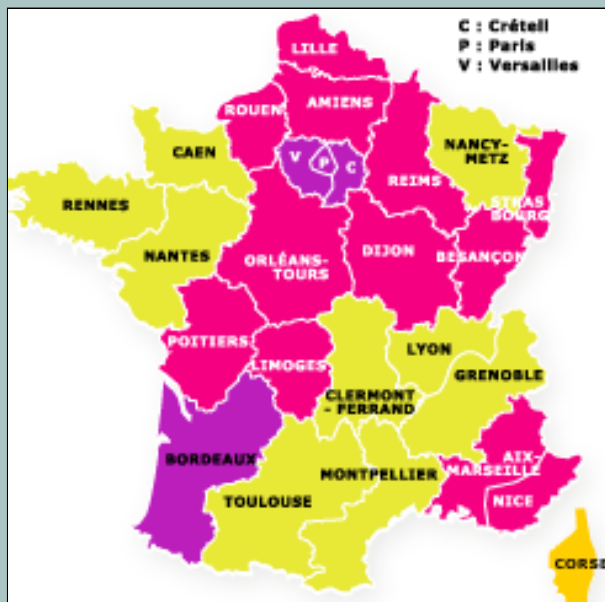 C : Créteil
P : Paris
V : Versailles
LILLE
AMIENS
ROUEN
CAEN
V
P
C
REIMS
NANCY-
METZ
STRAS
BOURG
RENNES
NANTES
ORLÉANS-
TOURS
DIJON
BESANÇON
POITIERS
LIMOGES
LYON
GRENOBLE
CLERMONT
- FERRAND
BORDEAUX
TOULOUSE
MONTPELLIER
AIX-
MARSEILLE
NICE
CORSE